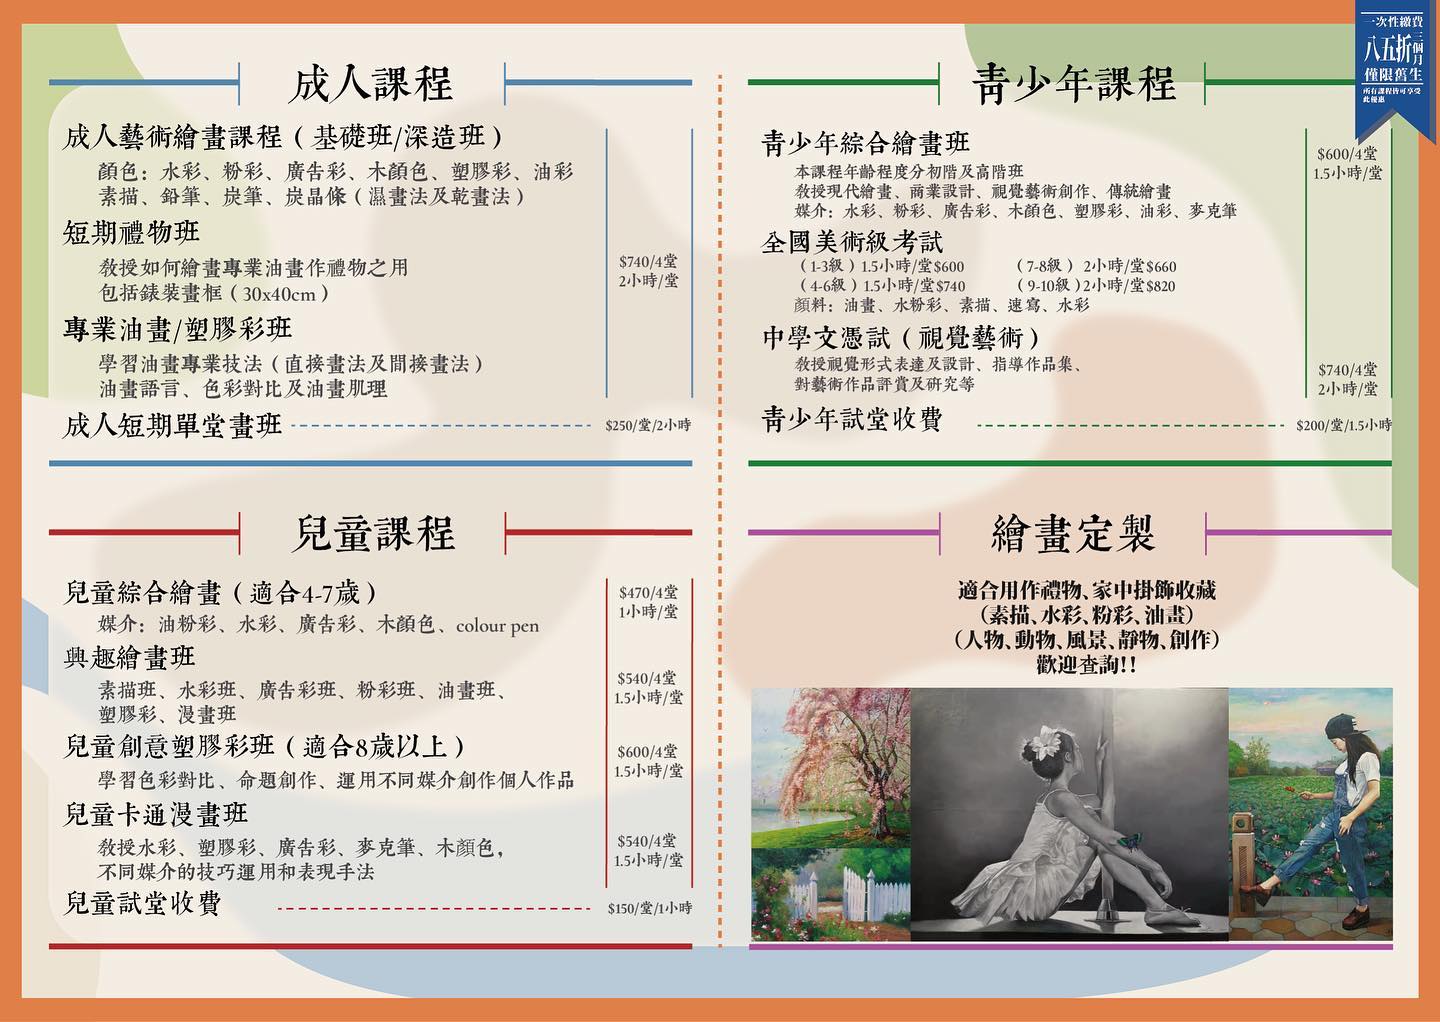 一次性繳費
三個月
八五折
僅限舊生
所有課程皆可享受
此優惠
成人課程
成人藝術繪畫課程（基礎班/深造班）
顏色：水彩、粉彩、廣告彩、木顏色、塑膠彩、油彩
素描、鉛筆、炭筆、炭晶條（濕畫法及乾畫法）
短期禮物班
教授如何繪畫專業油畫作禮物之用
包括錶裝畫框（30x40cm）
專業油畫/塑膠彩班
學習油畫專業技法（直接畫法及間接畫法）
油畫語言、色彩對比及油畫肌理
$740/4堂
2小時/堂
成人短期單堂畫班
$250/堂/2小時
青少年課程
青少年綜合繪畫班
本課程年齡程度分初階及高階班
教授現代繪畫、商業設計、視覺藝術創作、傳統繪畫
媒介：水彩、粉彩、廣告彩、木顏色、塑膠彩、油彩、麥克筆
$600/4堂
1.5小時/堂
全國美術級考試
（1-3級）1.5小時/堂$600 （7-8級） 2小時/堂$660
（4-6級）1.5小時/堂$740 （9-10級）2小時/堂$820
顏料：油畫、水粉彩、素描、速寫、水彩
中學文憑試（視覺藝術）
教授視覺形式表達及設計、指導作品集、
對藝術作品評賞及研究等
$740/4堂
2小時/堂
青少年試堂收費
$200/堂/1.5小時
兒童課程
兒童綜合繪畫（適合4-7歲）
媒介：油粉彩、水彩、廣告彩、木顏色、colour pen
$470/4堂
1小時/堂
興趣繪畫班
素描班、水彩班、廣告彩班、粉彩班、油畫班、
塑膠彩、漫畫班
$540/4堂
1.5小時/堂
兒童創意塑膠彩班（適合8歲以上）
學習色彩對比、命題創作、運用不同媒介創作個人作品
$600/4堂
1.5小時/堂
兒童卡通漫畫班
教授水彩、塑膠彩、廣告彩、麥克筆、木顏色，
不同媒介的技巧運用和表現手法
$540/4堂
1.5小時/堂
兒童試堂收費
$150/堂/1小時
繪畫定製
適合用作禮物、家中掛飾收藏
（素描、水彩、粉彩、油畫）
（人物、動物、風景、靜物、創作）
歡迎查詢!!